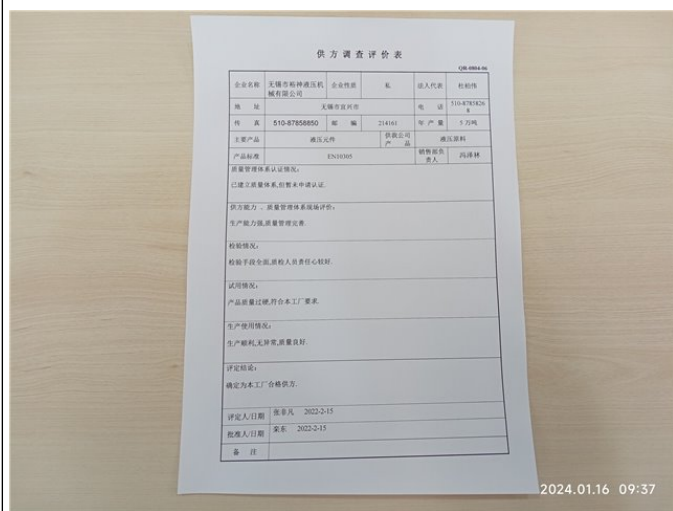 供方调查评价表
QB-0804-06
企业名称 无锡市裕神液压机械有限公司 企业性质 私 法人代表 杜柏伟
地 址 无锡市宜兴市 电 话 510-87858268
传 真 510-87858850 邮 编 214161 年产量 5 万吨
主要产品 液压元件 供我公司产品 液压原料
产品标准 EN10305 销售部负责人 冯泽林
质量管理体系认证情况:
已建立质量体系,但暂未申请认证.
供方能力 、质量管理体系现场评价:
生产能力强,质量管理完善.
检验情况:
检验手段全面,质检人员责任心较好.
试用情况:
产品质量过硬,符合本工厂要求.
生产使用情况:
生产顺利,无异常,质量良好.
评定结论:
确定为本工厂合格供方.
评定人/日期 张非凡 2022-2-15
批准人/日期 栾东 2022-2-15
备 注
2024.01.16 09:37